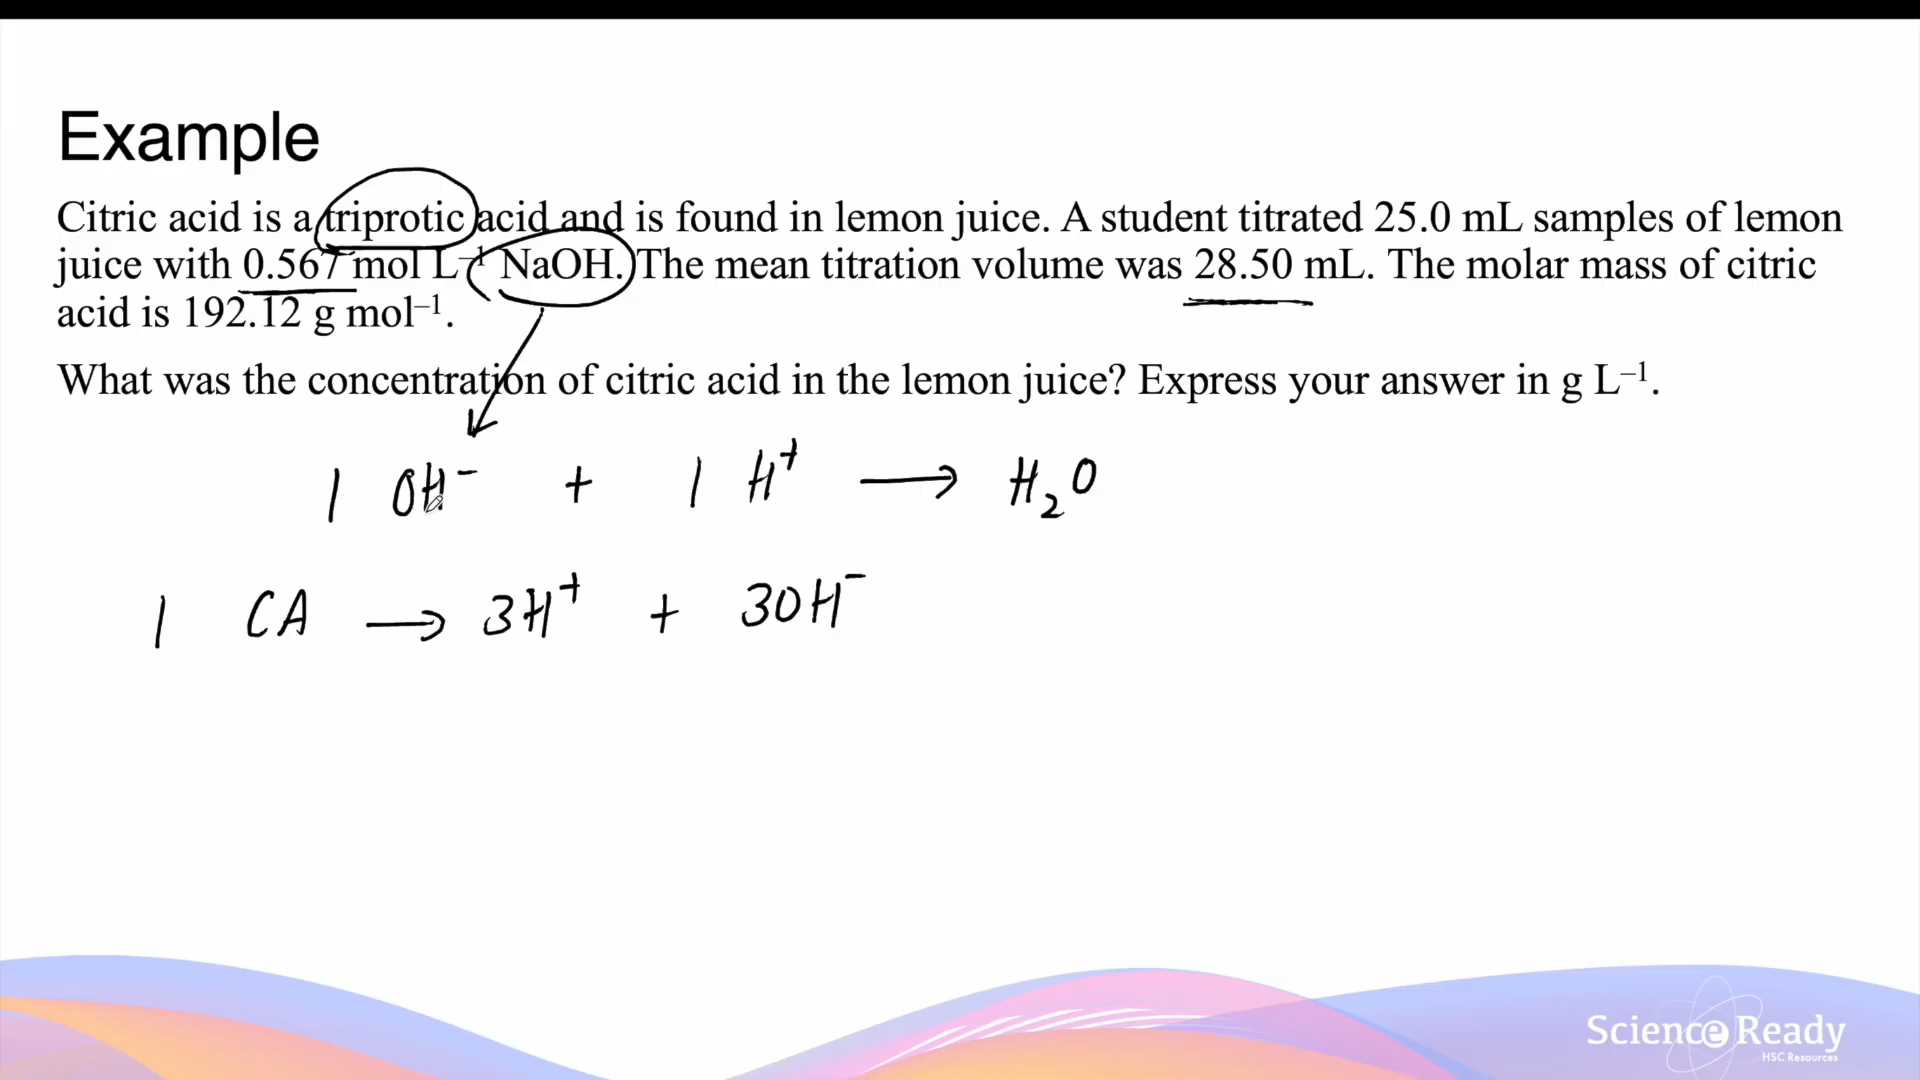 Example
Citric acid is a triprotic acid and is found in lemon juice. A student titrated 25.0 mL samples of lemon
juice with 0.567 mol L⁻¹ NaOH. The mean titration volume was 28.50 mL. The molar mass of citric
acid is 192.12 g mol⁻¹.
What was the concentration of citric acid in the lemon juice? Express your answer in g L⁻¹.
1 OH⁻ + 1 H⁺ → H₂O
1 CA → 3H⁺ + 3OH⁻
Science Ready
HSC Resources